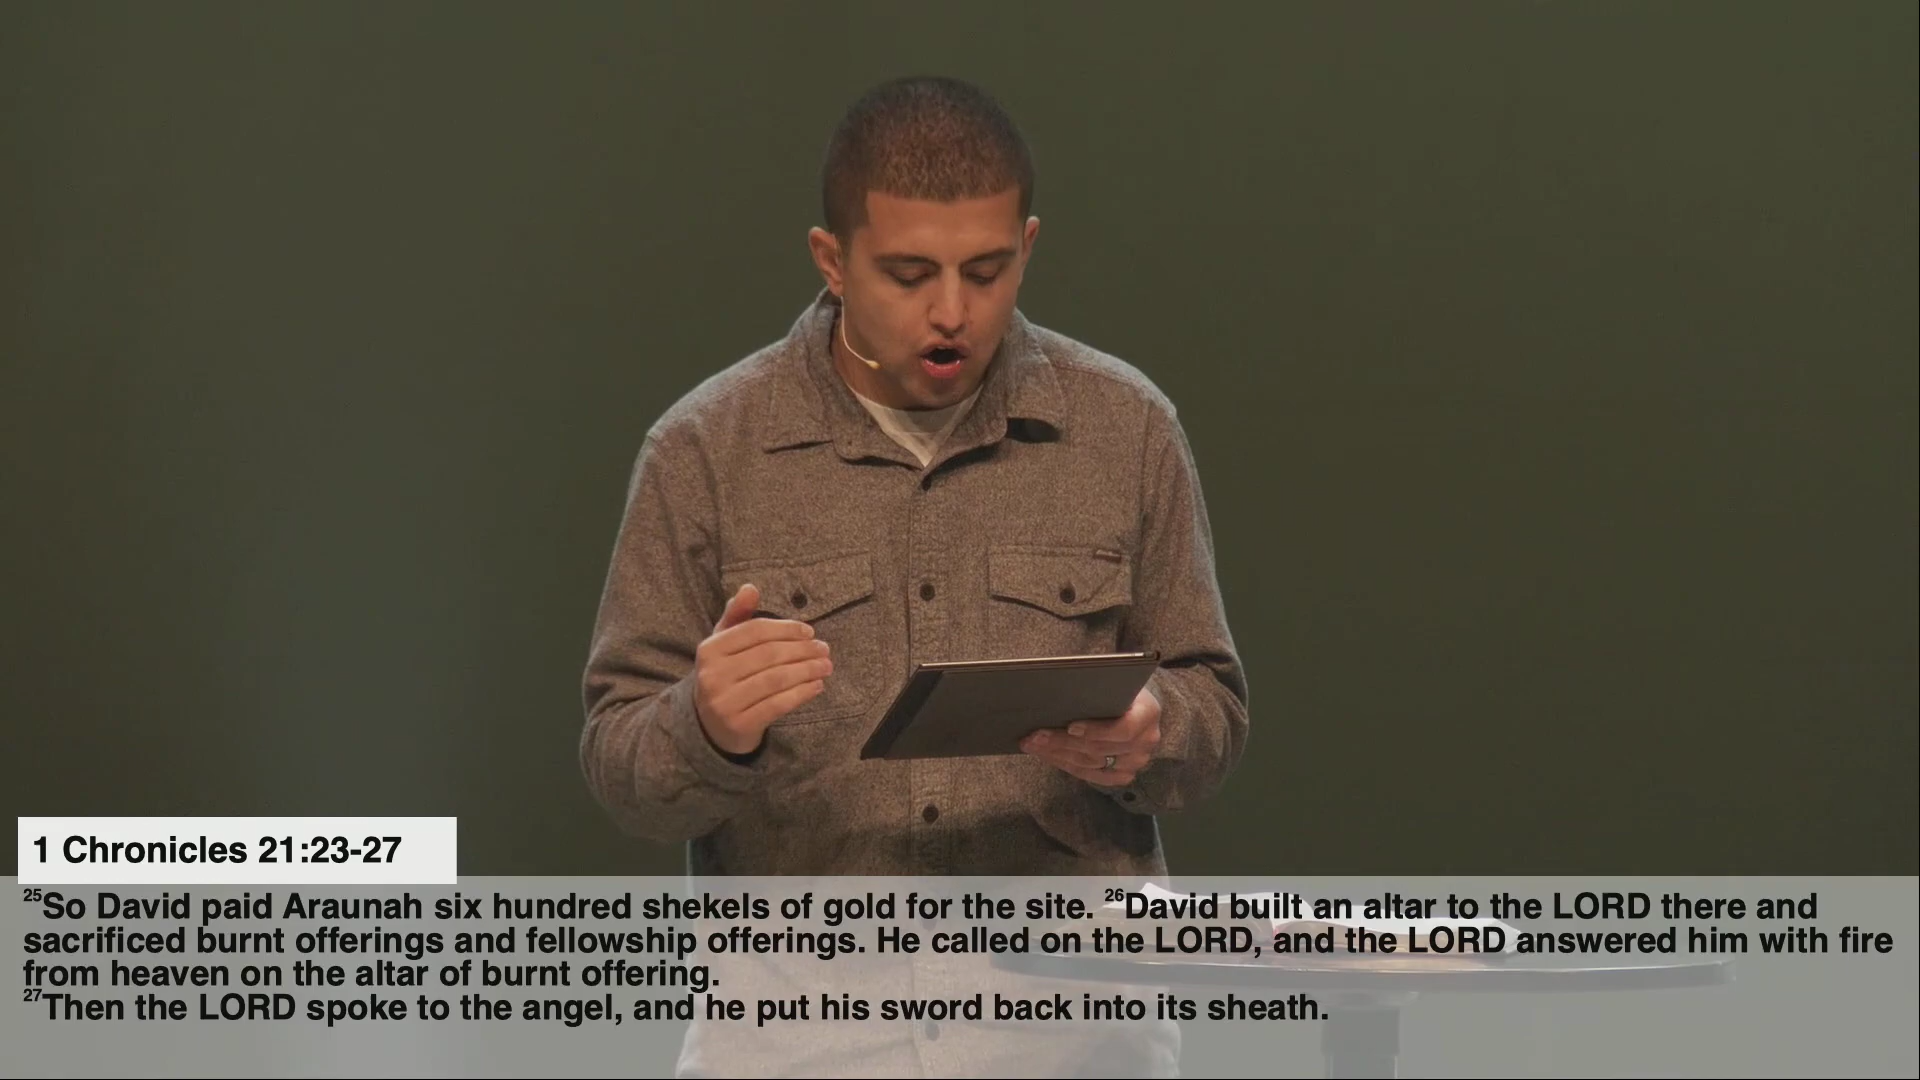 1 Chronicles 21:23-27
25So David paid Araunah six hundred shekels of gold for the site. 26David built an altar to the LORD there and
sacrificed burnt offerings and fellowship offerings. He called on the LORD, and the LORD answered him with fire
from heaven on the altar of burnt offering.
27Then the LORD spoke to the angel, and he put his sword back into its sheath.